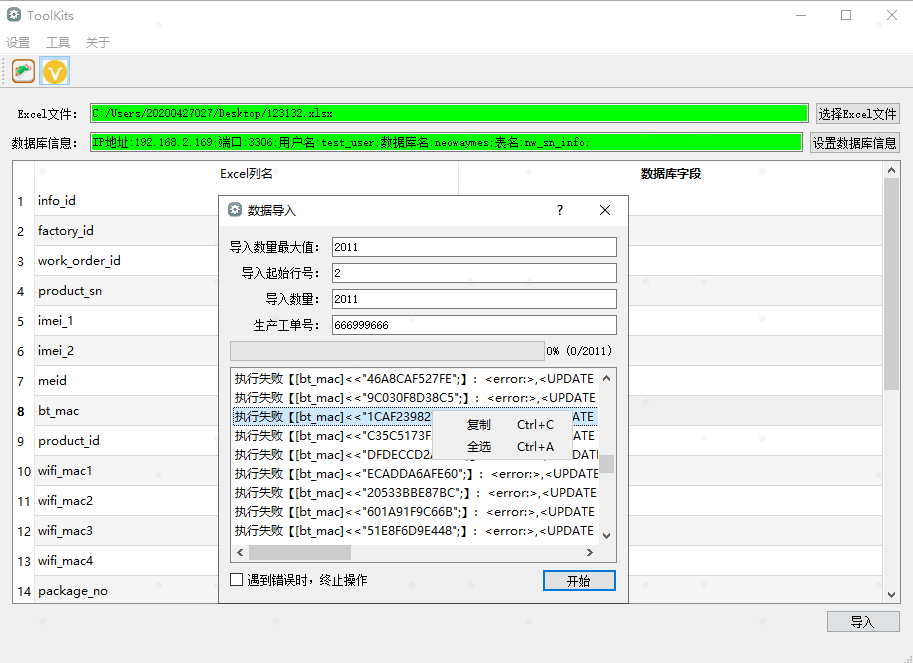 ToolKits
设置 工具 关于
Excel文件: C:/Users/20200427027/Desktop/123132.xlsx 选择Excel文件
数据库信息: IP地址:192.168.2.169;端口:3306;用户名:test_user;数据库名:neowaymes;表名:nw_sn_info; 设置数据库信息
Excel列名 数据库字段
1 info_id
2 factory_id
3 work_order_id
4 product_sn
5 imei_1
6 imei_2
7 meid
8 bt_mac
9 product_id
10 wifi_mac1
11 wifi_mac2
12 wifi_mac3
13 wifi_mac4
14 package_no
数据导入 ?
导入数量最大值: 2011
导入起始行号: 2
导入数量: 2011
生产工单号: 666999666
0% (0/2011)
执行失败【[bt_mac]<<"46A8CAF527FE";】: <error:>,<UPDATE
执行失败【[bt_mac]<<"9C030F8D38C5";】: <error:>,<UPDATE
执行失败【[bt_mac]<<"1CAF23982 ATE
执行失败【[bt_mac]<<"C35C5173F ATE
执行失败【[bt_mac]<<"DFDECCD2 ATE
执行失败【[bt_mac]<<"ECADDA6AFE60";】: <error:>,<UPDATE
执行失败【[bt_mac]<<"20533BBE87BC";】: <error:>,<UPDATE
执行失败【[bt_mac]<<"601A91F9C66B";】: <error:>,<UPDATE
执行失败【[bt_mac]<<"51E8F6D9E448";】: <error:>,<UPDATE
复制 Ctrl+C
全选 Ctrl+A
遇到错误时，终止操作 开始
导入